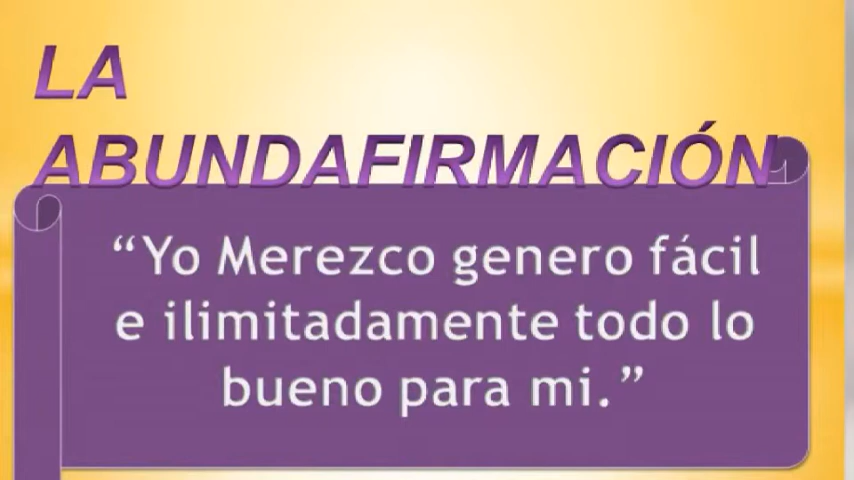 LA
ABUNDAFIRMACIÓN
“Yo Merezco genero fácil
e ilimitadamente todo lo
bueno para mi.”